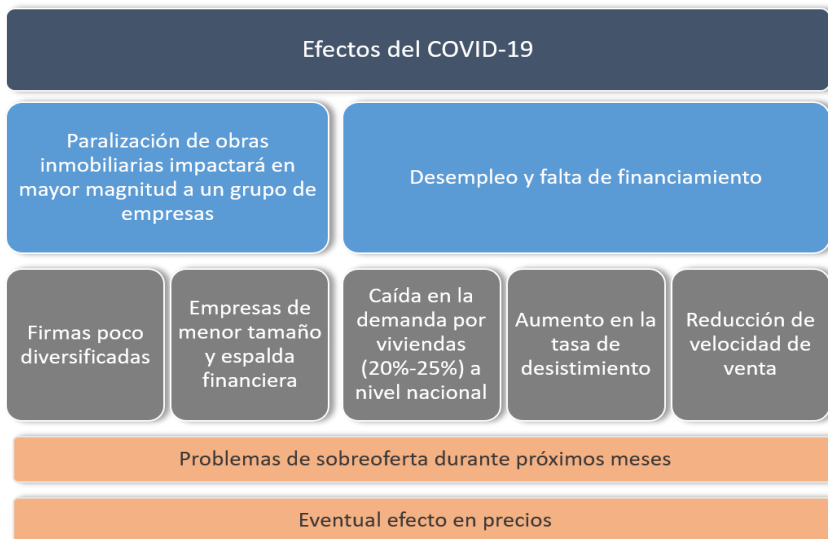 Efectos del COVID-19
Paralización de obras
inmobiliarias impactará en
mayor magnitud a un grupo de
empresas
Desempleo y falta de financiamiento
Firmas poco
diversificadas
Empresas de
menor tamaño
y espalda
financiera
Caída en la
demanda por
viviendas
(20%-25%) a
nivel nacional
Aumento en la
tasa de
desistimiento
Reducción de
velocidad de
venta
Problemas de sobreoferta durante próximos meses
Eventual efecto en precios